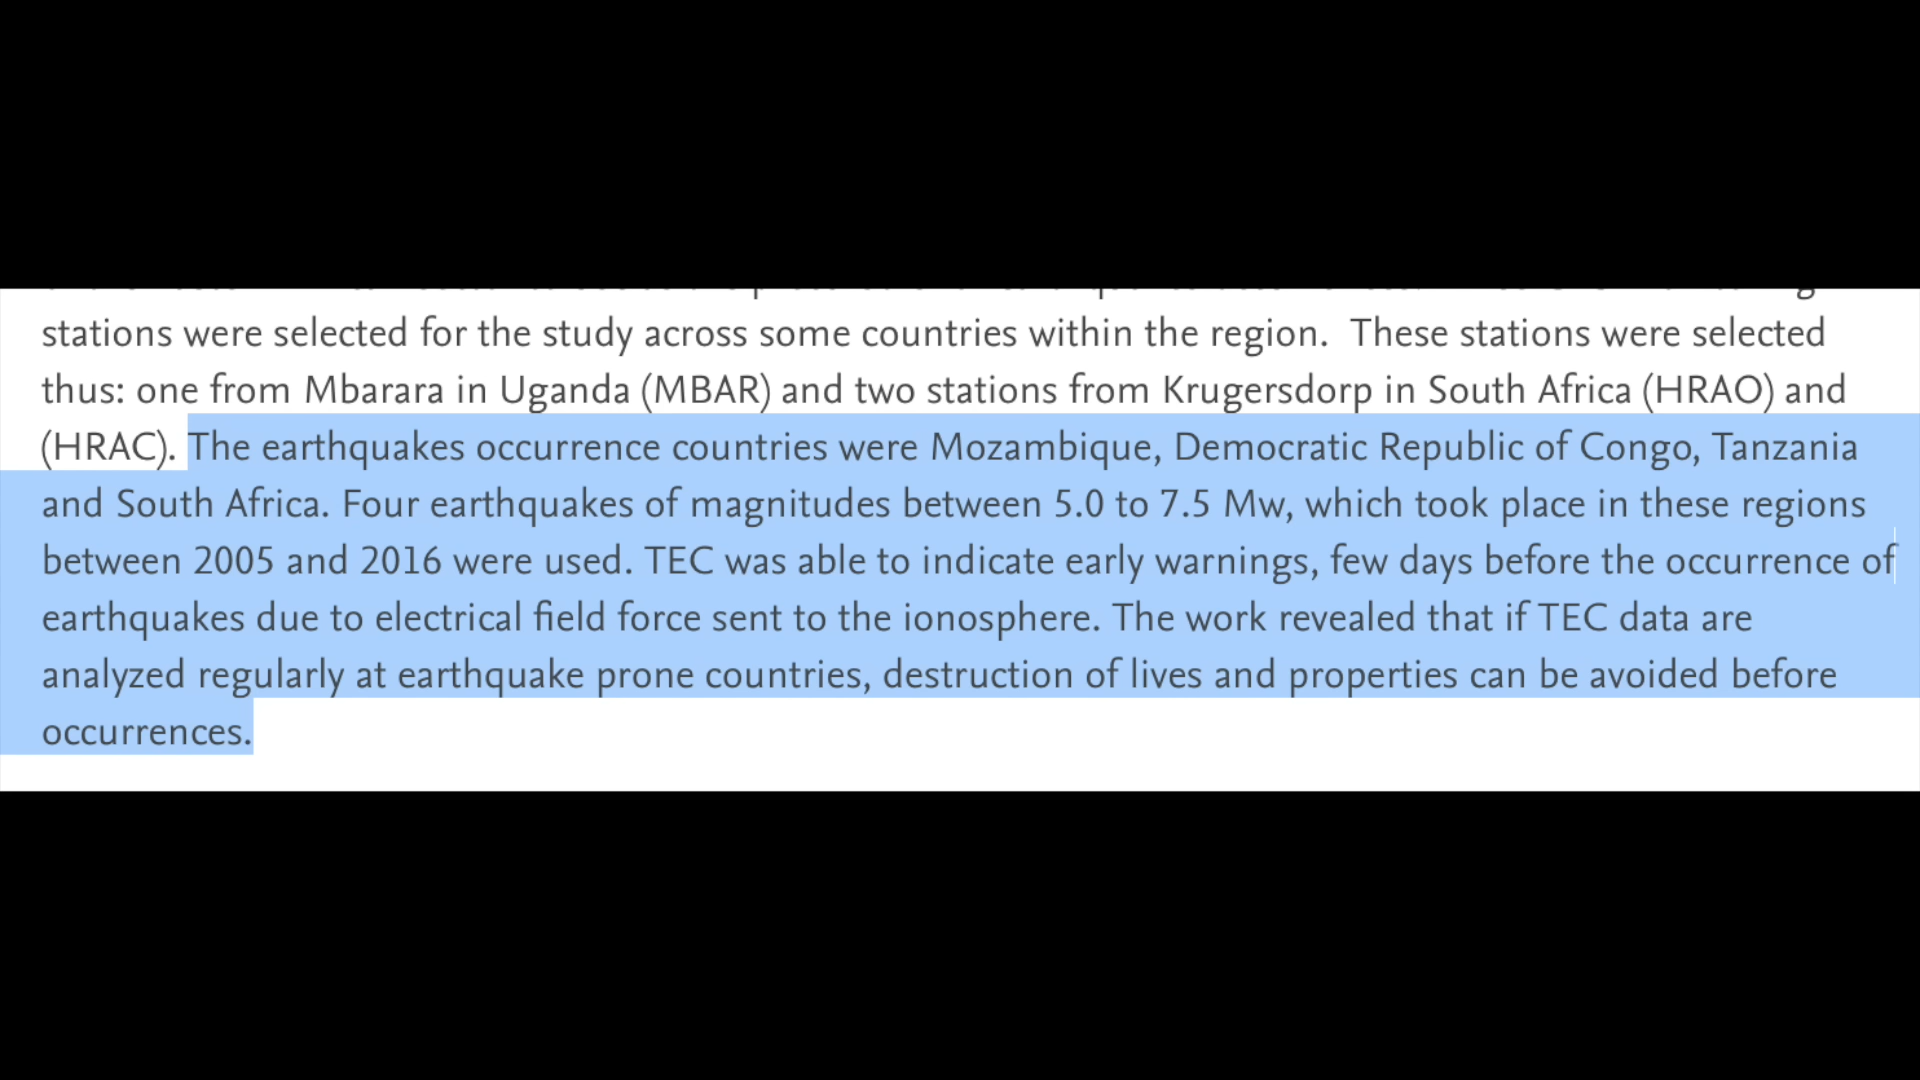 stations were selected for the study across some countries within the region.  These stations were selected
thus: one from Mbarara in Uganda (MBAR) and two stations from Krugersdorp in South Africa (HRAO) and
(HRAC). The earthquakes occurrence countries were Mozambique, Democratic Republic of Congo, Tanzania
and South Africa. Four earthquakes of magnitudes between 5.0 to 7.5 Mw, which took place in these regions
between 2005 and 2016 were used. TEC was able to indicate early warnings, few days before the occurrence of
earthquakes due to electrical field force sent to the ionosphere. The work revealed that if TEC data are
analyzed regularly at earthquake prone countries, destruction of lives and properties can be avoided before
occurrences.